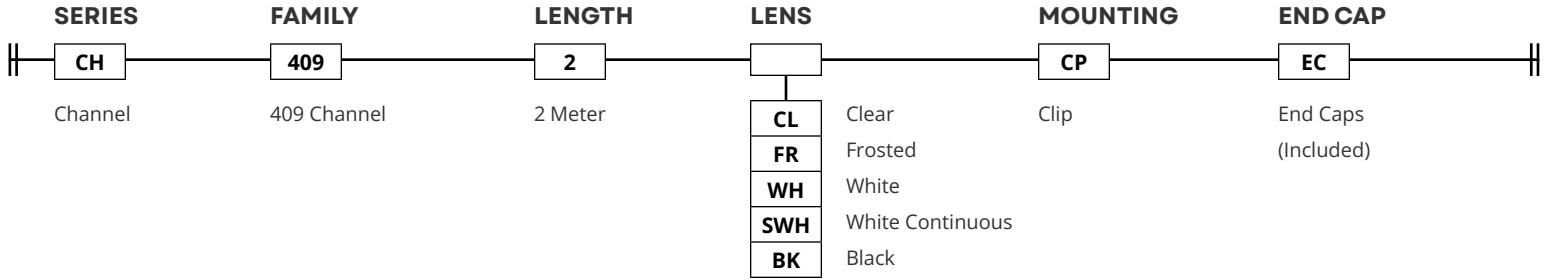 SERIES FAMILY LENGTH LENS MOUNTING END CAP
CH 409 2 CP EC
Channel 409 Channel 2 Meter CL Clear Clip End Caps
FR Frosted (Included)
WH White
SWH White Continuous
BK Black